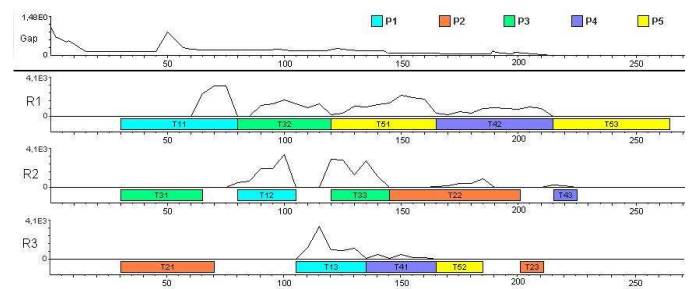 1,48E0
Gap
0
P1 P2 P3 P4 P5
50 100 150 200 250
4,1E3
R1
0
T11 T32 T51 T42 T53
50 100 150 200 250
4,1E3
R2
0
T31 T12 T33 T22 T43
50 100 150 200 250
4,1E3
R3
0
T21 T13 T41 T52 T23
50 100 150 200 250